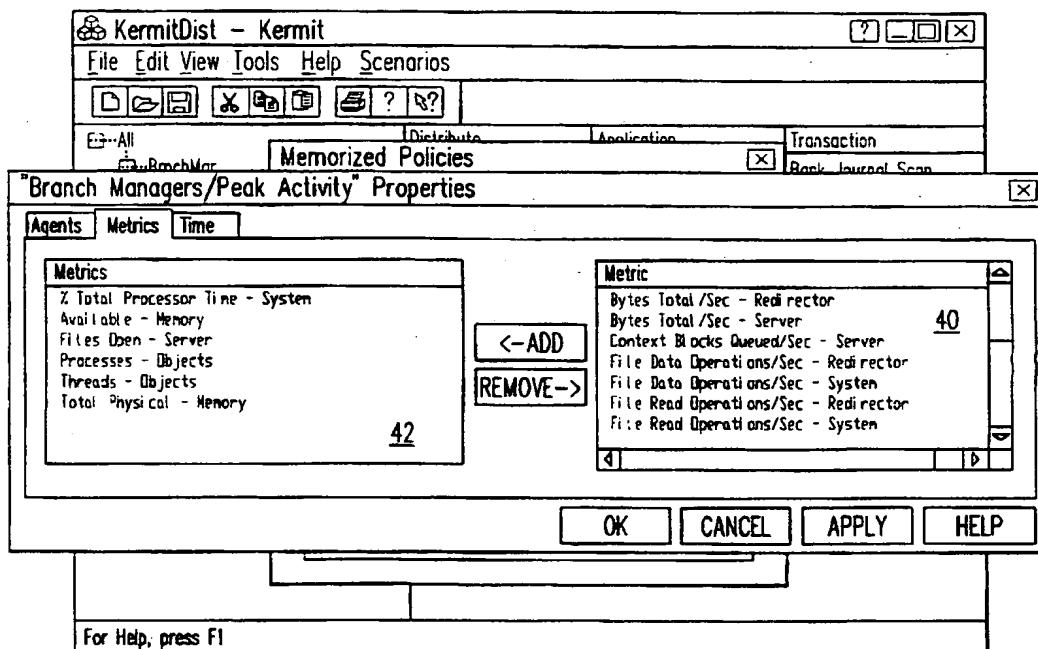 KermitDist – Kermit
File Edit View Tools Help Scenarios
? ?
All Distribute Application Transaction
BrnchMar Memorized Policies Bank Journal Scan
"Branch Managers/Peak Activity" Properties
Agents Metrics Time
Metrics
% Total Processor Time - System
Available - Memory
Files Open - Server
Processes - Objects
Threads - Objects
Total Physical - Memory
42
<-ADD
REMOVE->
Metric
Bytes Total/Sec - Redirector
Bytes Total/Sec - Server
40
Context Blocks Queued/Sec - Server
File Data Operations/Sec - Redirector
File Data Operations/Sec - System
File Read Operations/Sec - Redirector
File Read Operations/Sec - System
OK CANCEL APPLY HELP
For Help, press F1